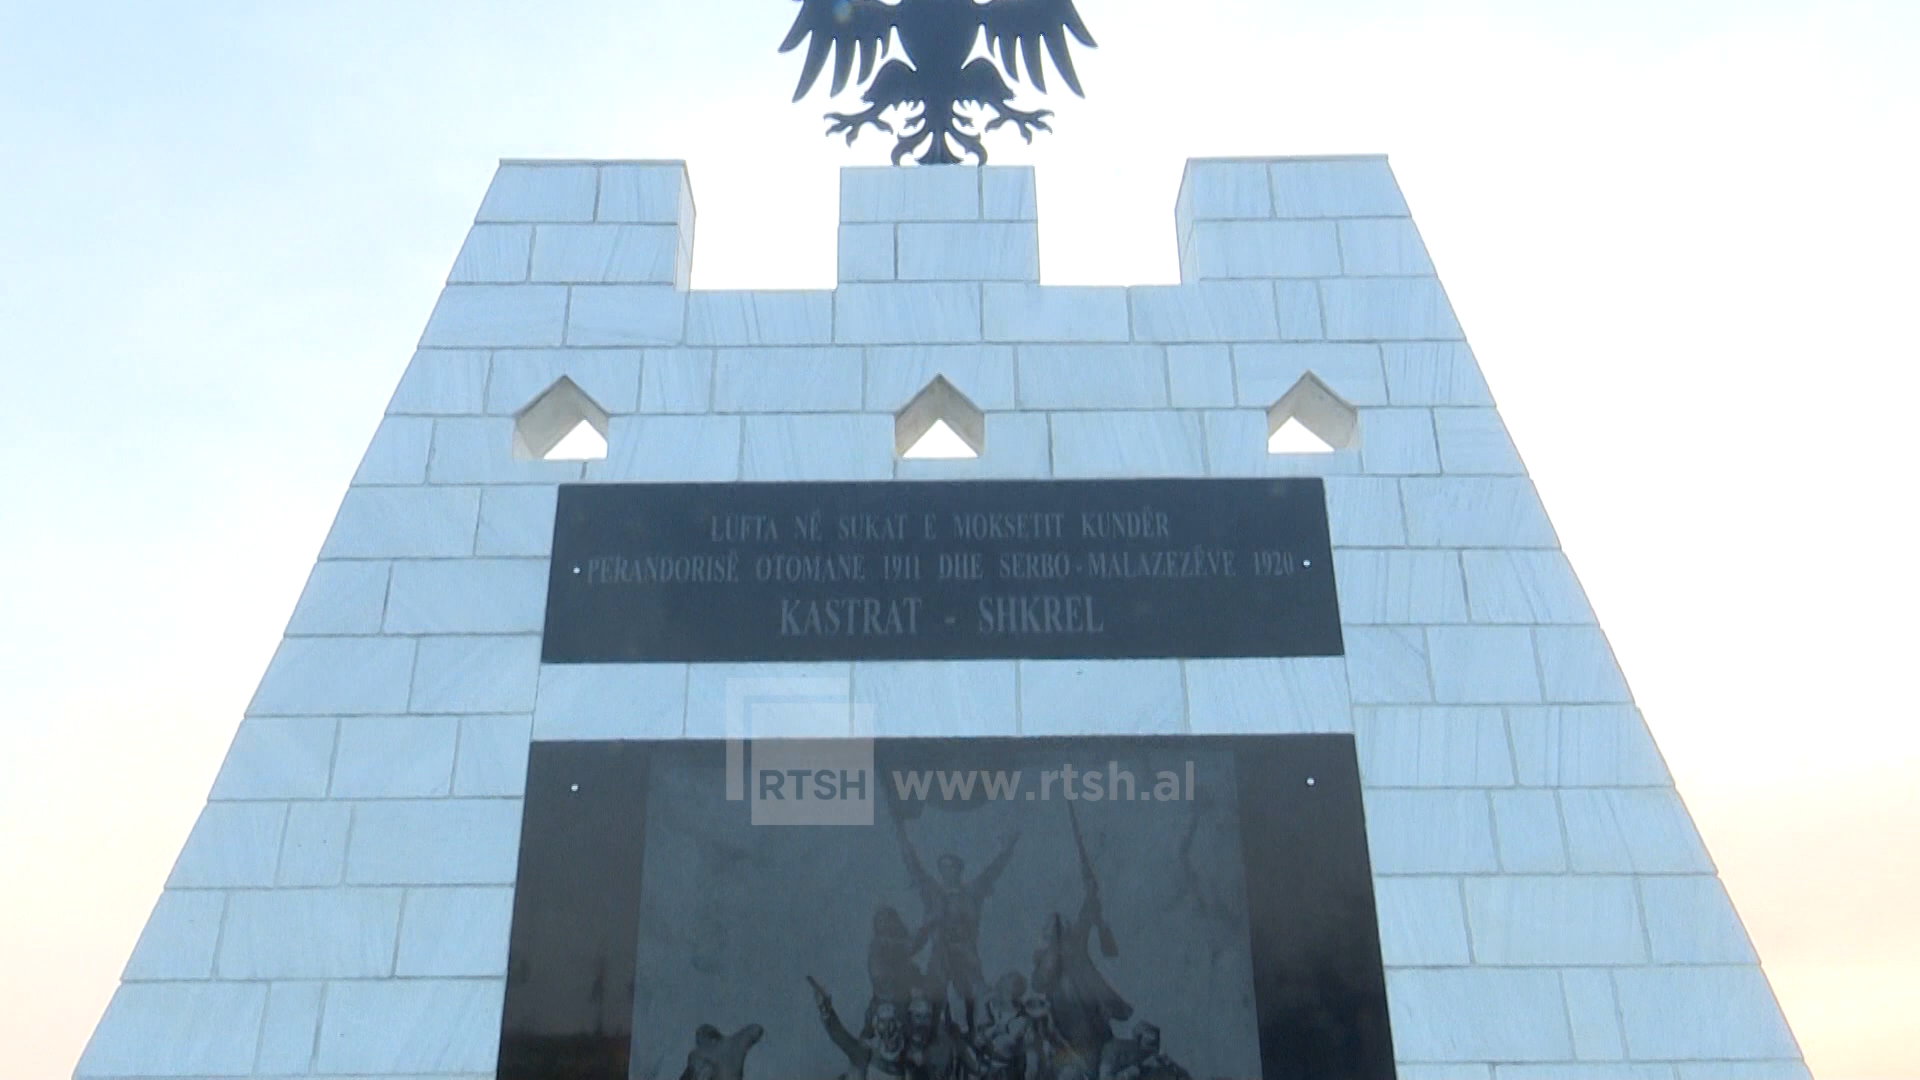 LUFTA NË SUKAT E MOKSETIT KUNDËR
PERANDORISË OTOMANE 1911 DHE SERBO - MALAZEZËVE 1920
KASTRAT - SHKREL
RTSH www.rtsh.al